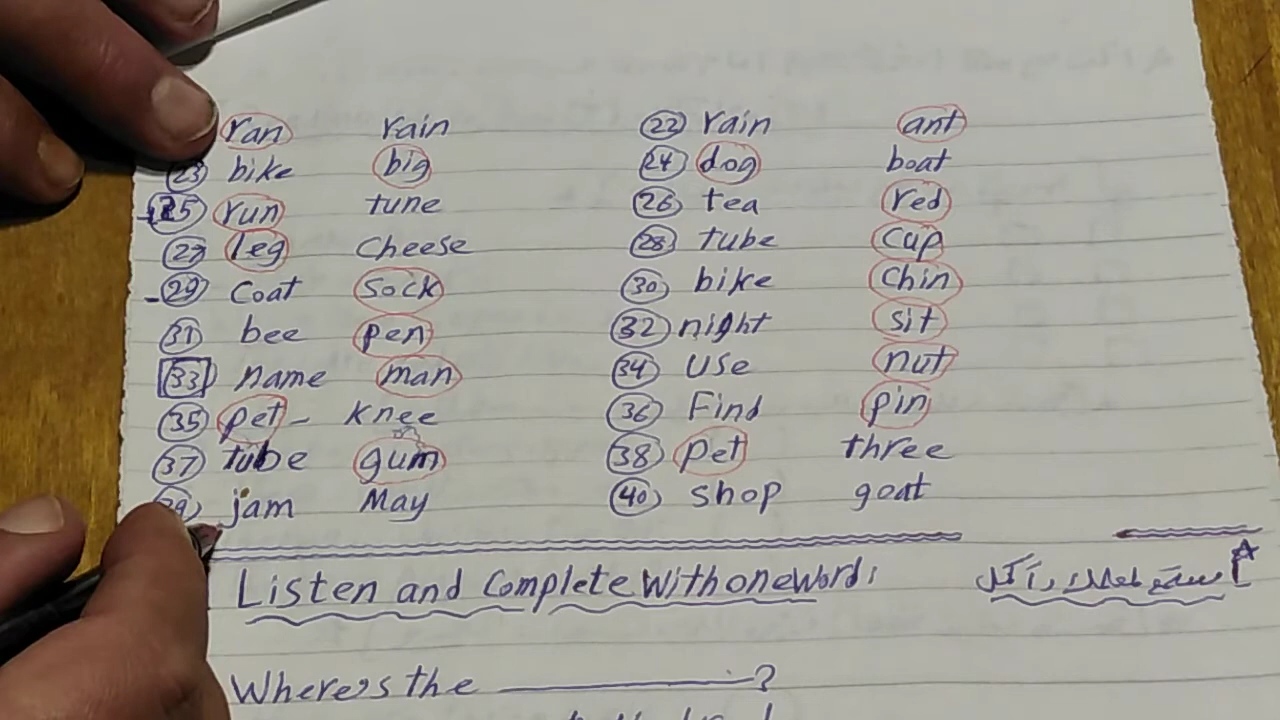 ran rain 22 rain ant
23 bike big 24 dog boat
25 run tune 26 tea red
27 leg cheese 28 tube cup
29 coat sock 30 bike chin
31 bee pen 32 night sit
33 name man 34 use nut
35 pet - knee 36 Find pin
37 tube gum 38 pet three
39 jam May 40 shop goat
Listen and complete with one word:
Where's the ________?